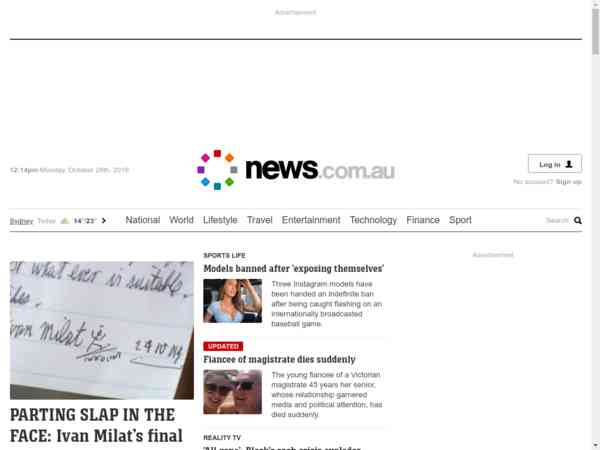 Advertisement
12:14pm Monday, October 28th, 2019
news.com.au
Log in
No account? Sign up
Sydney Today 14°/23°
National World Lifestyle Travel Entertainment Technology Finance Sport
Search
what ever is suitable.
Ivan Milat
24 10 19
PARTING SLAP IN THE
FACE: Ivan Milat’s final
SPORTS LIFE
Models banned after 'exposing themselves'
Three Instagram models have
been handed an indefinite ban
after being caught flashing on an
internationally broadcasted
baseball game.
UPDATED
Fiancee of magistrate dies suddenly
The young fiancee of a Victorian
magistrate 45 years her senior,
whose relationship garnered
media and political attention, has
died suddenly.
REALITY TV
Advertisement